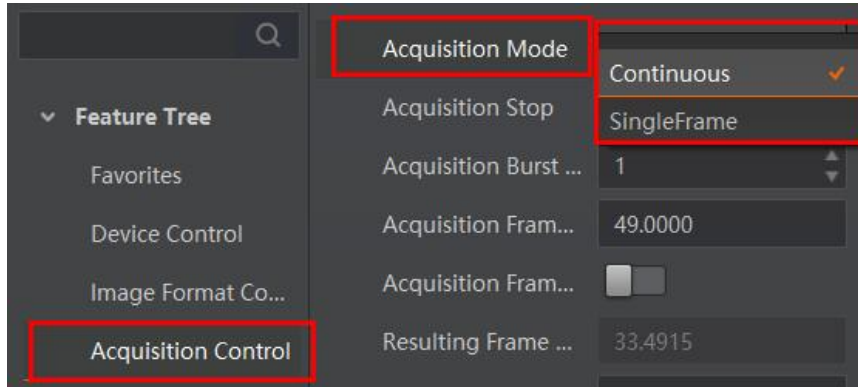 Feature Tree
Favorites
Device Control
Image Format Co...
Acquisition Control
Acquisition Mode
Continuous
SingleFrame
Acquisition Stop
Acquisition Burst ... 1
Acquisition Fram... 49.0000
Acquisition Fram...
Resulting Frame ... 33.4915